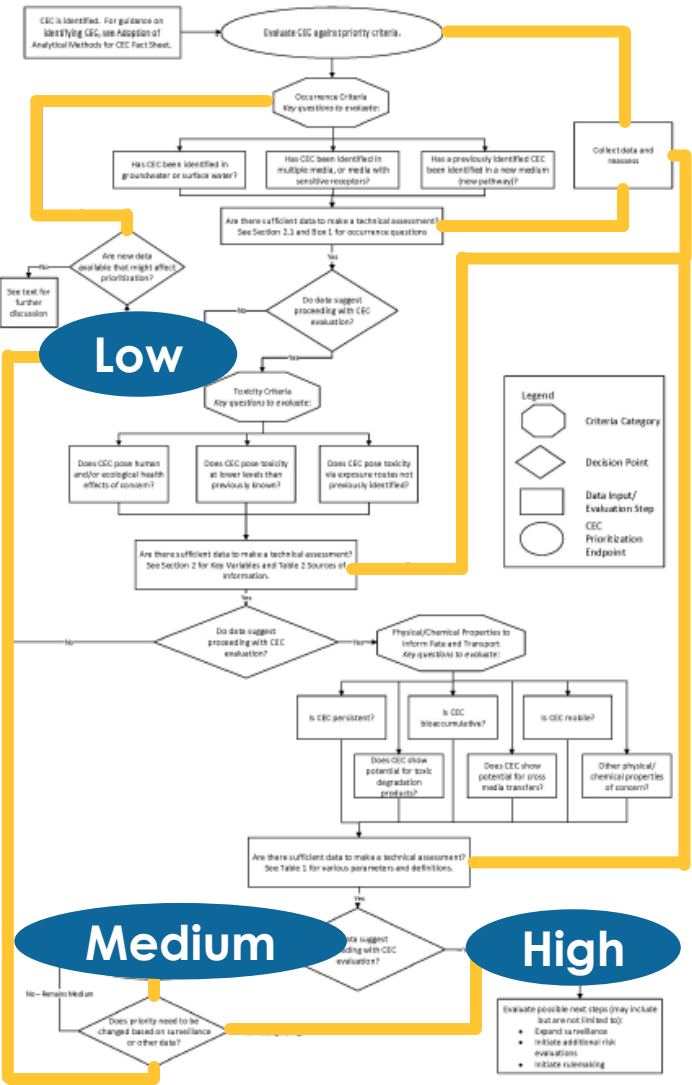 CEC is identified. For guidance on
identifying CEC, see Adoption of
Analytical Methods for CEC Fact Sheet.
Evaluate CEC against priority criteria.
Occurrence Criteria
Key questions to evaluate:
Collect data and
reassess
Has CEC been identified in
groundwater or surface water?
Has CEC been identified in
multiple media, or media with
sensitive receptors?
Has a previously identified CEC
been identified in a new medium
(new pathway)?
Are there sufficient data to make a technical assessment?
See Section 2.1 and Box 1 for occurrence questions
Yes
Are new data
available that might affect
prioritization?
No
See text for
further
discussion
Do data suggest
proceeding with CEC
evaluation?
No
Low
Yes
Toxicity Criteria
Key questions to evaluate:
Legend
Criteria Category
Decision Point
Data Input/
Evaluation Step
CEC
Prioritization
Endpoint
Does CEC pose human
and/or ecological health
effects of concern?
Does CEC pose toxicity
at lower levels than
previously known?
Does CEC pose toxicity
via exposure routes not
previously identified?
Are there sufficient data to make a technical assessment?
See Section 2 for Key Variables and Table 2 Sources of
Information.
Yes
Do data suggest
proceeding with CEC
evaluation?
No
Yes
Physical/Chemical Properties to
Inform Fate and Transport
Key questions to evaluate:
Is CEC persistent?
Is CEC
bioaccumulative?
Is CEC mobile?
Does CEC show
potential for toxic
degradation
products?
Does CEC show
potential for cross
media transfers?
Other physical/
chemical properties
of concern?
Are there sufficient data to make a technical assessment?
See Table 1 for various parameters and definitions.
Yes
Medium
suggest
with CEC
evaluation?
High
No—Remains Medium
Does priority need to be
changed based on surveillance
or other data?
Evaluate possible next steps (may include
but are not limited to):
• Expand surveillance
• Initiate additional risk
evaluations
• Initiate rulemaking